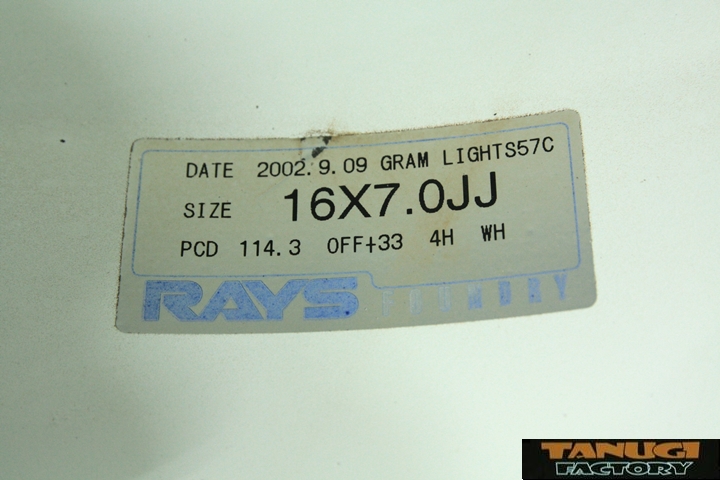 DATE 2002.9.09 GRAM LIGHTS57C
SIZE 16X7.0JJ
PCD 114.3 OFF+33 4H WH
RAYS FOUNDRY
TANUGI
FACTORY